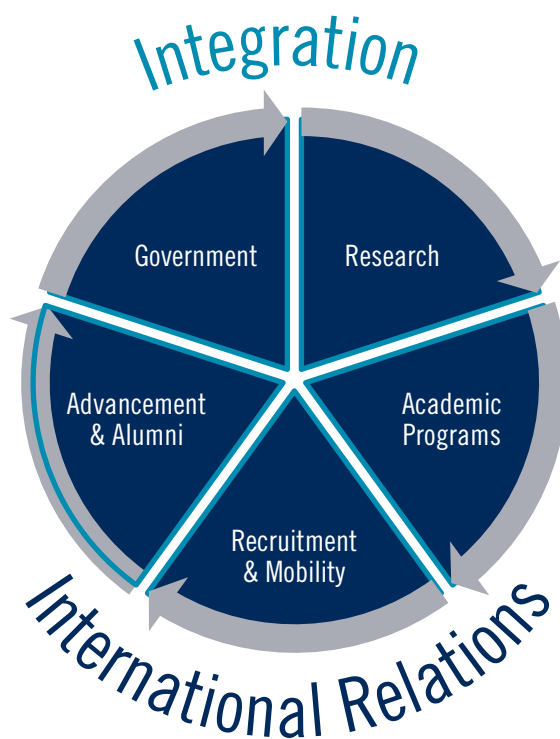 Integration
Government
Research
Advancement
& Alumni
Academic
Programs
Recruitment
& Mobility
International Relations